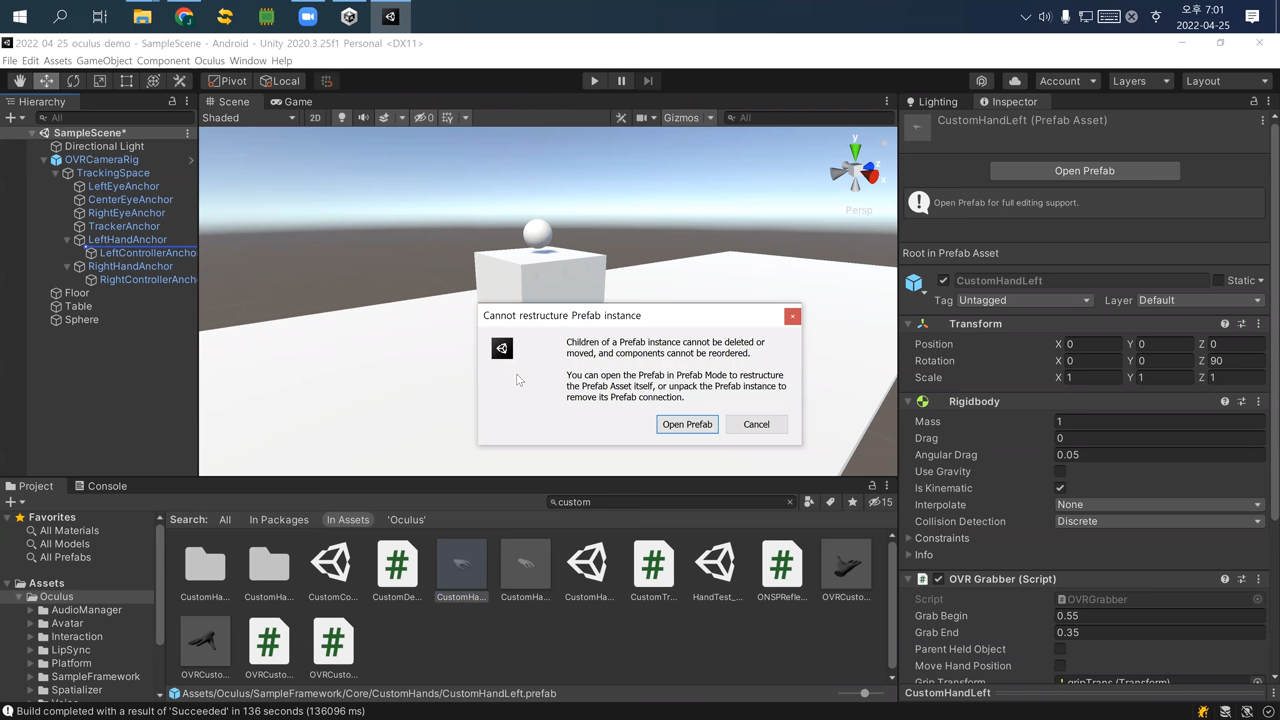 오후 7:01
2022-04-25
2022 04 25 oculus demo - SampleScene - Android - Unity 2020.3.25f1 Personal <DX11>
File Edit Assets GameObject Component Oculus Window Help
Pivot Local Account Layers Layout
Hierarchy Scene Game Lighting Inspector
All Shaded 2D 0 Gizmos All
CustomHandLeft (Prefab Asset)
SampleScene*
Directional Light
OVRCameraRig
TrackingSpace
LeftEyeAnchor
CenterEyeAnchor
RightEyeAnchor
TrackerAnchor
LeftHandAnchor
LeftControllerAncho
RightHandAnchor
RightControllerAnch
Floor
Table
Sphere
y
z
x
Persp
Cannot restructure Prefab instance
Children of a Prefab instance cannot be deleted or
moved, and components cannot be reordered.
You can open the Prefab in Prefab Mode to restructure
the Prefab Asset itself, or unpack the Prefab instance to
remove its Prefab connection.
Open Prefab Cancel
Open Prefab
Open Prefab for full editing support.
Root in Prefab Asset
CustomHandLeft Static
Tag Untagged Layer Default
Transform
Position X 0 Y 0 Z 0
Rotation X 0 Y 0 Z 90
Scale X 1 Y 1 Z 1
Rigidbody
Mass 1
Drag 0
Angular Drag 0.05
Use Gravity
Is Kinematic
Interpolate None
Collision Detection Discrete
Constraints
Info
OVR Grabber (Script)
Script OVRGrabber
Grab Begin 0.55
Grab End 0.35
Parent Held Object
Move Hand Position
Grip Transform gripTrans (Transform)
CustomHandLeft
Project Console
custom 15
Favorites
All Materials
All Models
All Prefabs
Assets
Oculus
AudioManager
Avatar
Interaction
LipSync
Platform
SampleFramework
Spatializer
Search: All In Packages In Assets 'Oculus'
CustomHa... CustomHa... CustomCo... CustomDe... CustomHa... CustomHa... CustomHa... CustomTr... HandTest_... ONSPRefle... OVRCusto...
OVRCusto... OVRCusto... OVRCusto...
Assets/Oculus/SampleFramework/Core/CustomHands/CustomHandLeft.prefab
Build completed with a result of 'Succeeded' in 136 seconds (136096 ms)